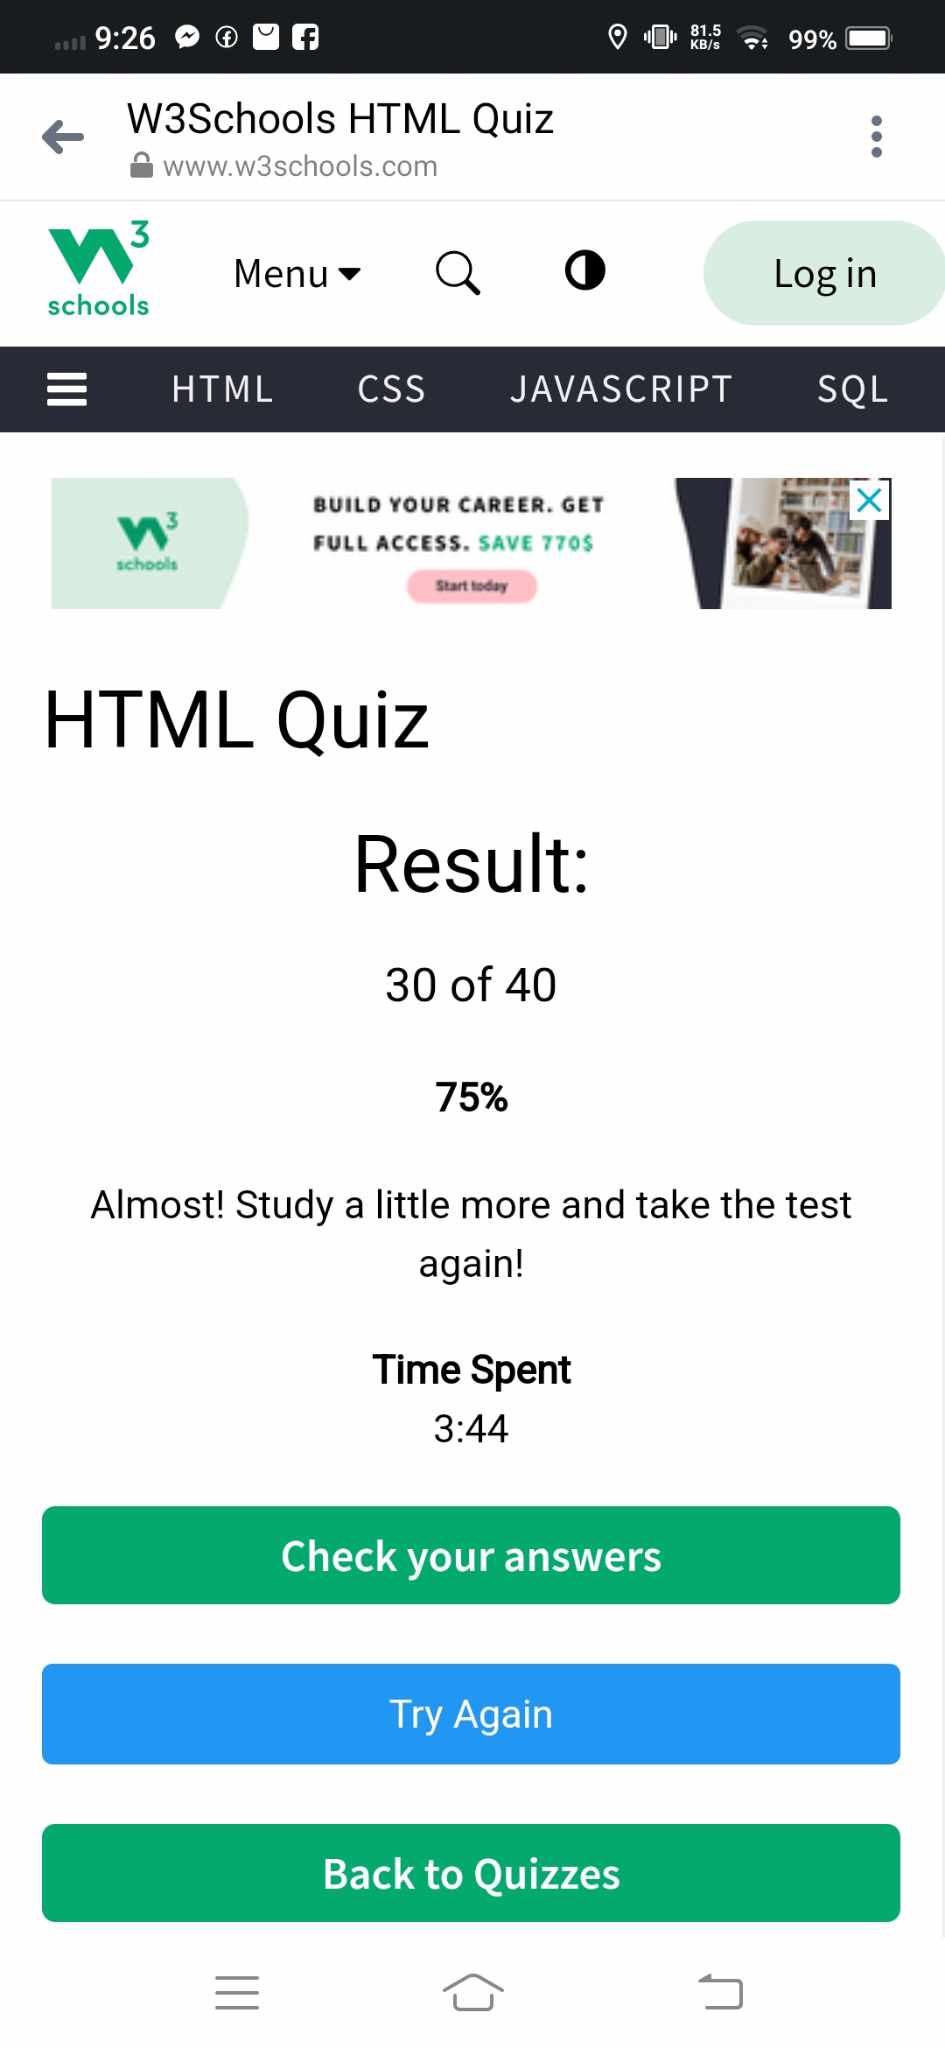 9:26
81.5
KB/s
99%
W3Schools HTML Quiz
www.w3schools.com
W3
schools
Menu
Log in
HTML CSS JAVASCRIPT SQL
W3
schools
BUILD YOUR CAREER. GET
FULL ACCESS. SAVE 770$
Start today
HTML Quiz
Result:
30 of 40
75%
Almost! Study a little more and take the test
again!
Time Spent
3:44
Check your answers
Try Again
Back to Quizzes